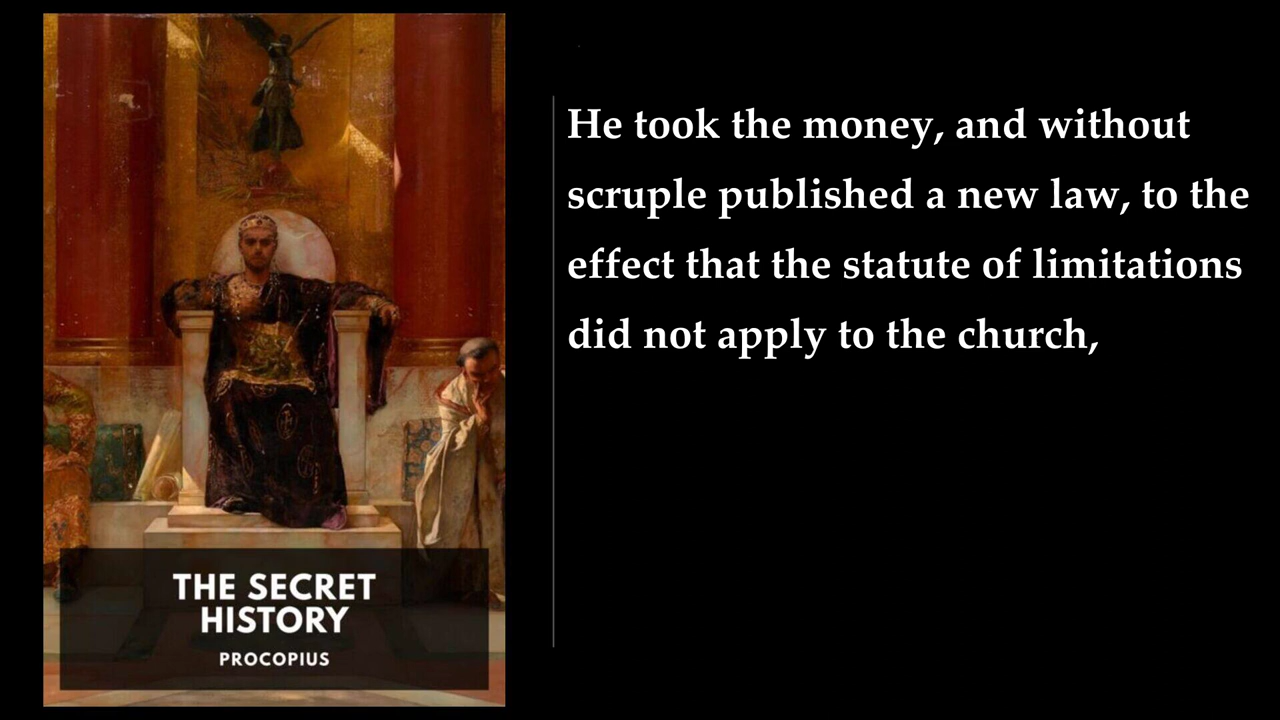 He took the money, and without
scruple published a new law, to the
effect that the statute of limitations
did not apply to the church,
THE SECRET
HISTORY
PROCOPIUS